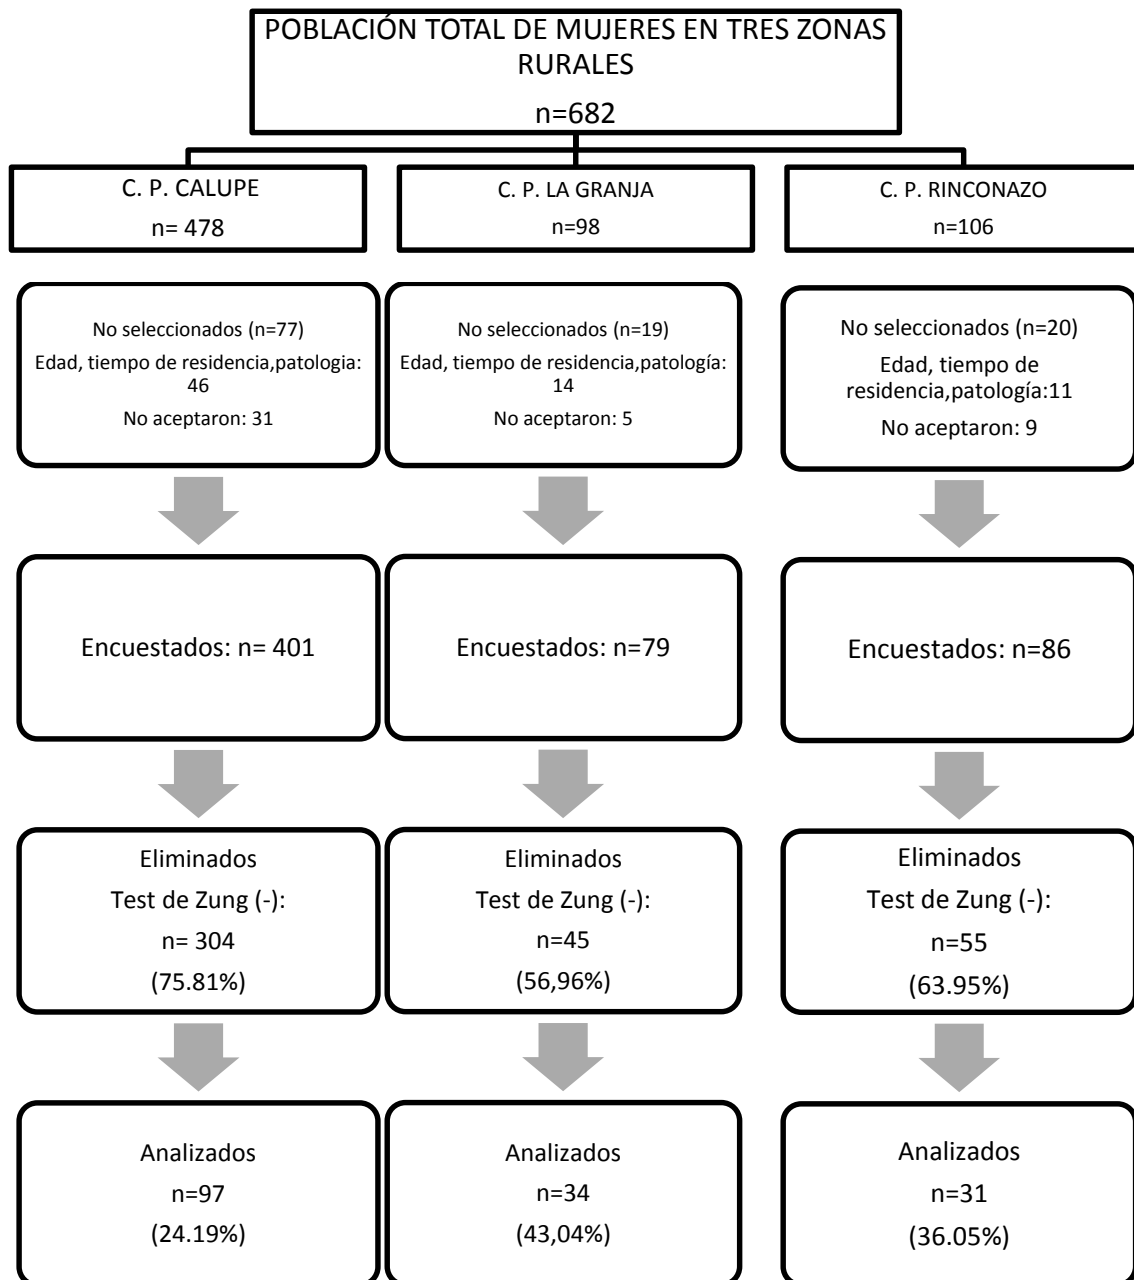 POBLACIÓN TOTAL DE MUJERES EN TRES ZONAS
RURALES
n=682
C. P. CALUPE
n= 478
C. P. LA GRANJA
n=98
C. P. RINCONAZO
n=106
No seleccionados (n=77)
Edad, tiempo de residencia,patologia:
46
No aceptaron: 31
No seleccionados (n=19)
Edad, tiempo de residencia,patología:
14
No aceptaron: 5
No seleccionados (n=20)
Edad, tiempo de
residencia,patología:11
No aceptaron: 9
Encuestados: n= 401
Encuestados: n=79
Encuestados: n=86
Eliminados
Test de Zung (-):
n= 304
(75.81%)
Eliminados
Test de Zung (-):
n=45
(56,96%)
Eliminados
Test de Zung (-):
n=55
(63.95%)
Analizados
n=97
(24.19%)
Analizados
n=34
(43,04%)
Analizados
n=31
(36.05%)